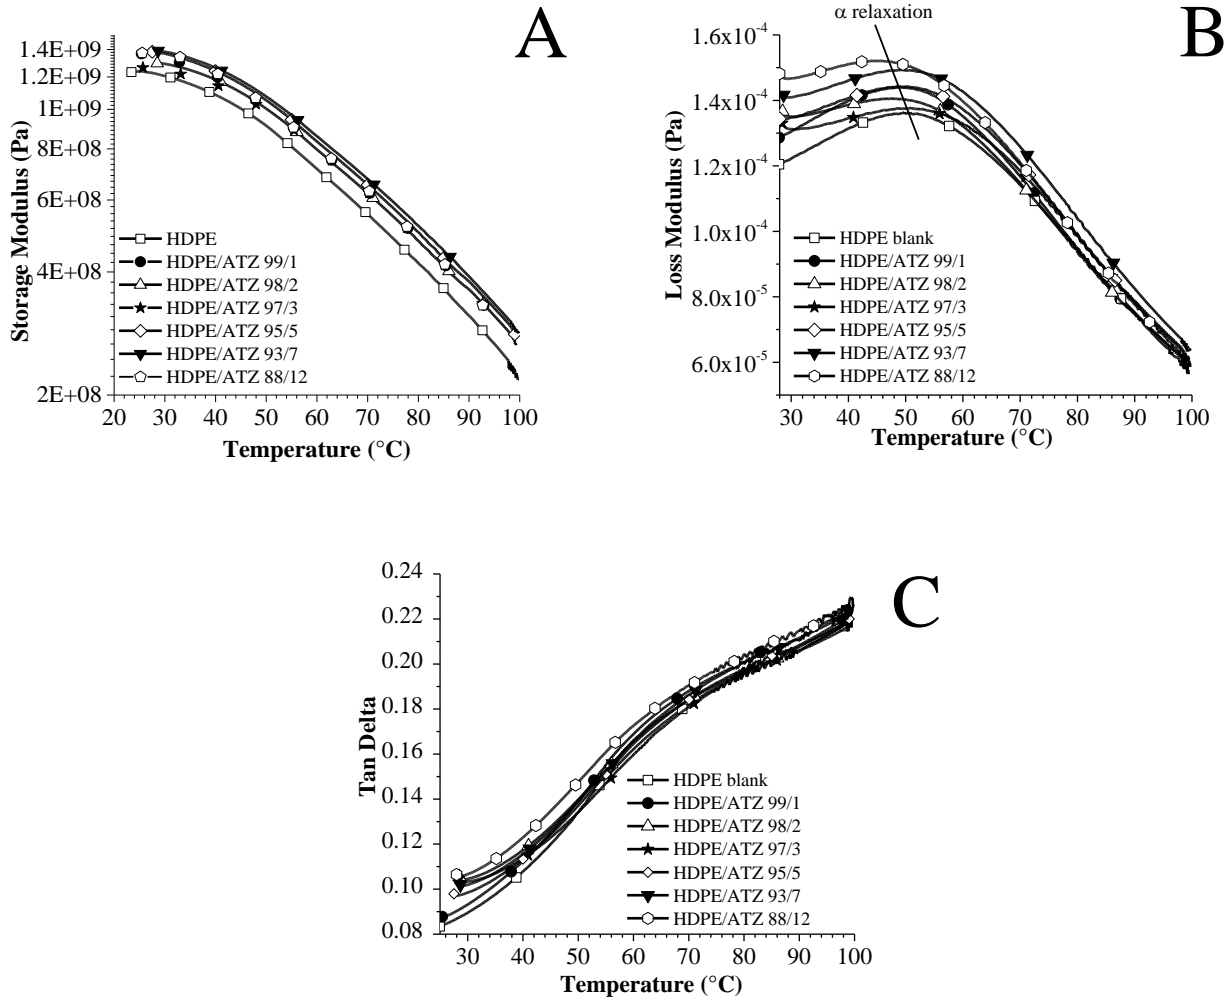 A
1.4E+09
1.2E+09
1E+09
8E+08
6E+08
4E+08
2E+08
Storage Modulus (Pa)
HDPE
HDPE/ATZ 99/1
HDPE/ATZ 98/2
HDPE/ATZ 97/3
HDPE/ATZ 95/5
HDPE/ATZ 93/7
HDPE/ATZ 88/12
20 30 40 50 60 70 80 90 100
Temperature (°C)
α relaxation
B
1.6x10⁻⁴
1.4x10⁻⁴
1.2x10⁻⁴
1.0x10⁻⁴
8.0x10⁻⁵
6.0x10⁻⁵
Loss Modulus (Pa)
HDPE blank
HDPE/ATZ 99/1
HDPE/ATZ 98/2
HDPE/ATZ 97/3
HDPE/ATZ 95/5
HDPE/ATZ 93/7
HDPE/ATZ 88/12
30 40 50 60 70 80 90 100
Temperature (°C)
C
0.24
0.22
0.20
0.18
0.16
0.14
0.12
0.10
0.08
Tan Delta
HDPE blank
HDPE/ATZ 99/1
HDPE/ATZ 98/2
HDPE/ATZ 97/3
HDPE/ATZ 95/5
HDPE/ATZ 93/7
HDPE/ATZ 88/12
30 40 50 60 70 80 90 100
Temperature (°C)